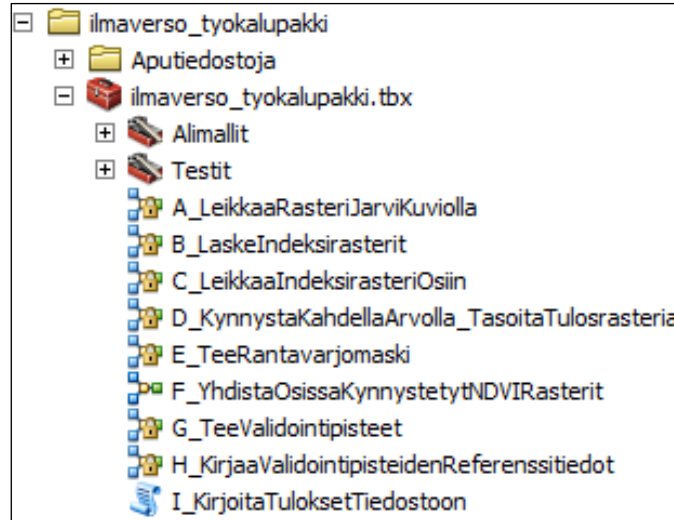 ilmaverso_tyokalupakki
Aputiedostoja
ilmaverso_tyokalupakki.tbx
Alimallit
Testit
A_LeikkaaRasteriJarviKuviolla
B_LaskeIndeksirasterit
C_LeikkaaIndeksirasteriOsiin
D_KynnystaKahdellaArvolla_TasoitaTulosrasteria
E_TeeRantavarjomaski
F_YhdistaOsissaKynnystetytNDVIRasterit
G_TeeValidointipisteet
H_KirjaaValidointipisteidenReferenssitiedot
I_KirjoitaTuloksetTiedostoon